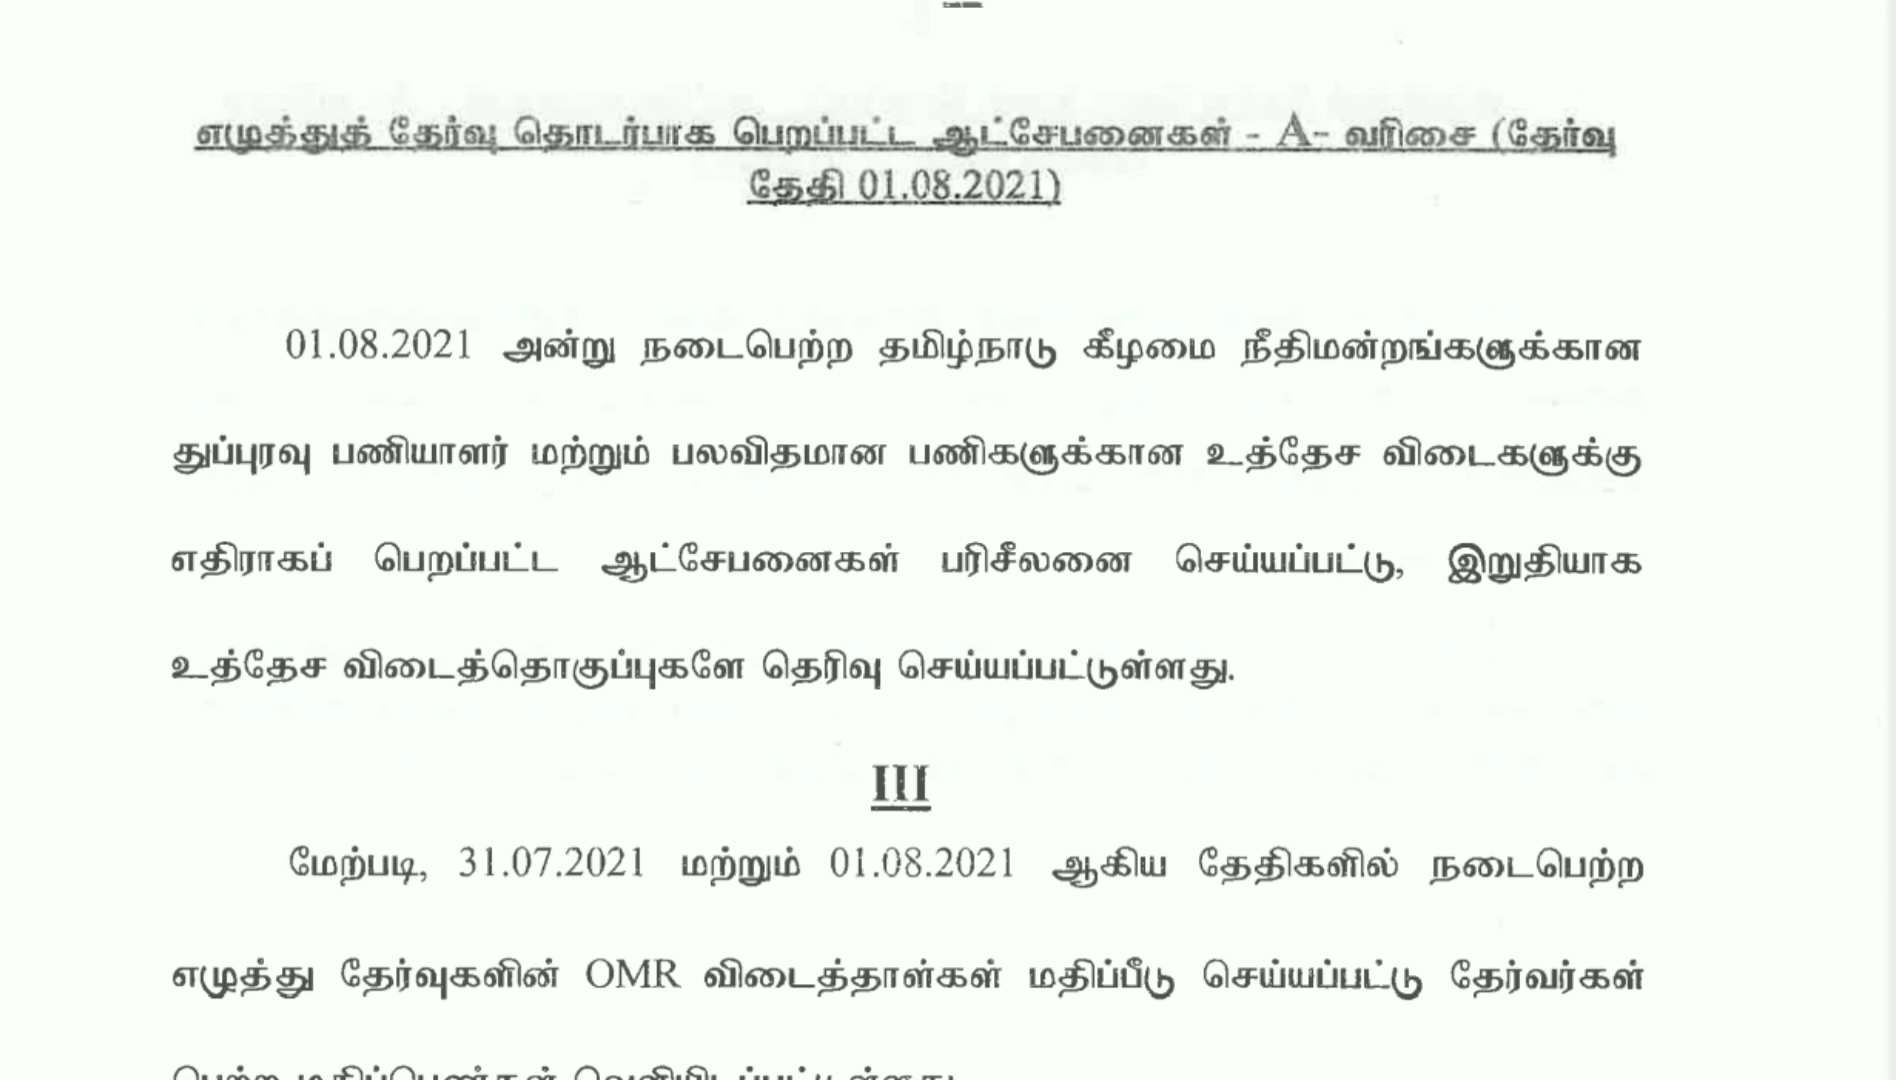 எழுத்துத் தேர்வு தொடர்பாக பெறப்பட்ட ஆட்சேபனைகள் - A- வரிசை (தேர்வு
தேதி 01.08.2021)
01.08.2021 அன்று நடைபெற்ற தமிழ்நாடு கீழமை நீதிமன்றங்களுக்கான
துப்புரவு பணியாளர் மற்றும் பலவிதமான பணிகளுக்கான உத்தேச விடைகளுக்கு
எதிராகப் பெறப்பட்ட ஆட்சேபனைகள் பரிசீலனை செய்யப்பட்டு, இறுதியாக
உத்தேச விடைத்தொகுப்புகளே தெரிவு செய்யப்பட்டுள்ளது.
III
மேற்படி, 31.07.2021 மற்றும் 01.08.2021 ஆகிய தேதிகளில் நடைபெற்ற
எழுத்து தேர்வுகளின் OMR விடைத்தாள்கள் மதிப்பீடு செய்யப்பட்டு தேர்வர்கள்